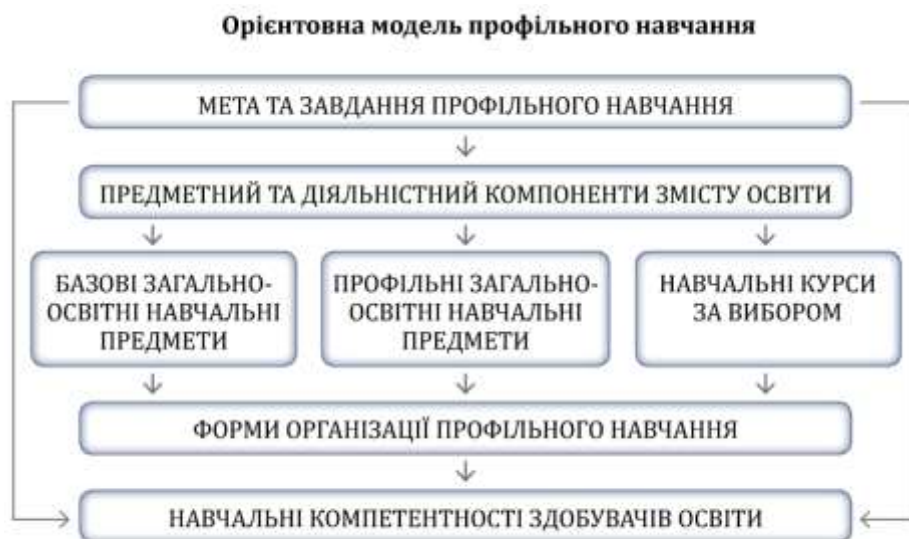 Орієнтовна модель профільного навчання
МЕТА ТА ЗАВДАННЯ ПРОФІЛЬНОГО НАВЧАННЯ
ПРЕДМЕТНИЙ ТА ДІЯЛЬНІСТНИЙ КОМПОНЕНТИ ЗМІСТУ ОСВІТИ
БАЗОВІ ЗАГАЛЬНО-
ОСВІТНІ НАВЧАЛЬНІ
ПРЕДМЕТИ
ПРОФІЛЬНІ ЗАГАЛЬНО-
ОСВІТНІ НАВЧАЛЬНІ
ПРЕДМЕТИ
НАВЧАЛЬНІ КУРСИ
ЗА ВИБОРОМ
ФОРМИ ОРГАНІЗАЦІЇ ПРОФІЛЬНОГО НАВЧАННЯ
НАВЧАЛЬНІ КОМПЕТЕНТНОСТІ ЗДОБУВАЧІВ ОСВІТИ